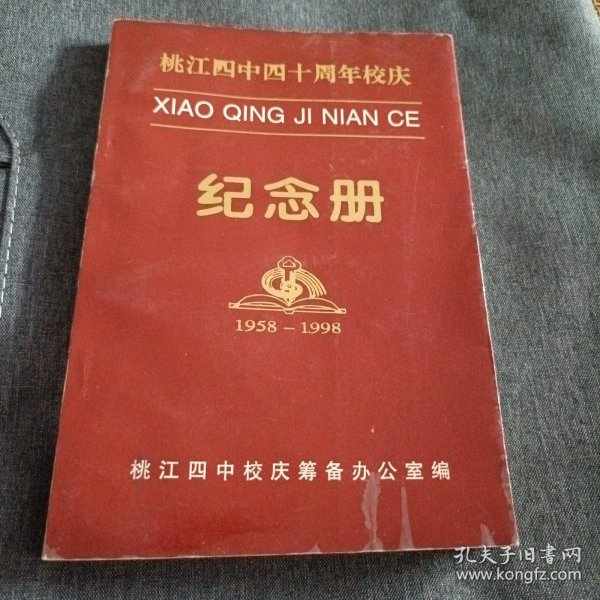 桃江四中四十周年校庆
XIAO QING JI NIAN CE
纪念册
1958－1998
桃江四中校庆筹备办公室编
孔夫子旧书网
www.kongfz.com